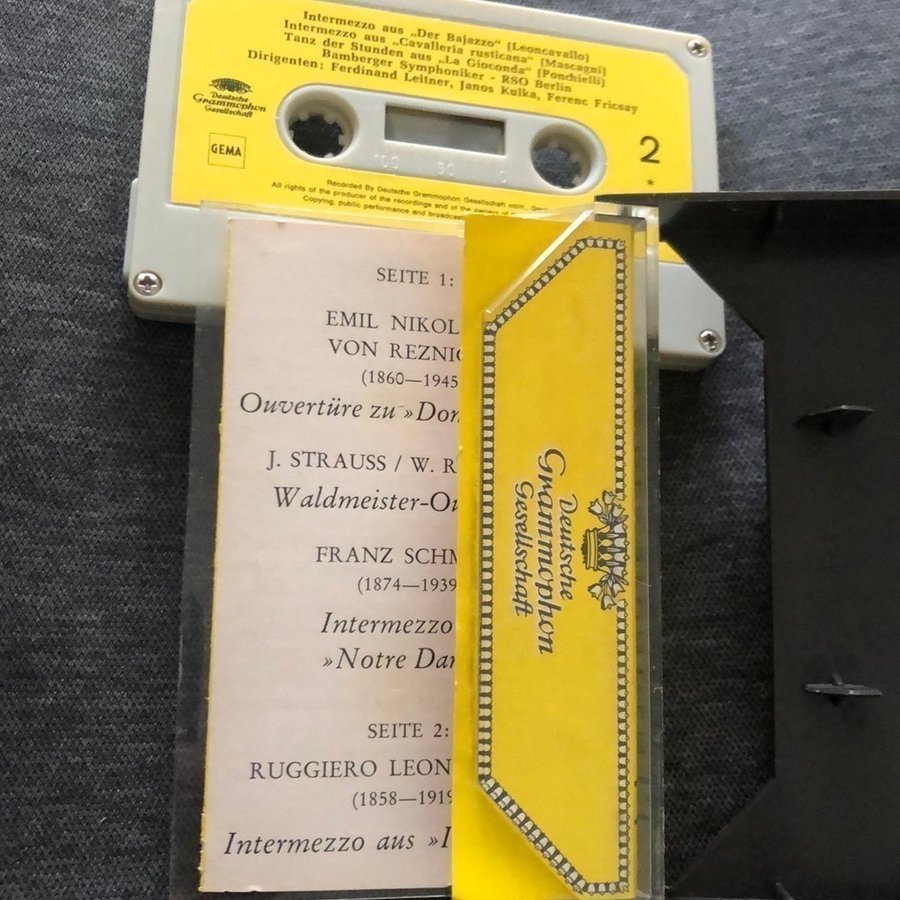 Intermezzo aus „Der Bajazzo" (Leoncavallo)
Intermezzo aus „Cavalleria rusticana" (Mascagni)
Tanz der Stunden aus „La Gioconda" (Ponchielli)
Bamberger Symphoniker - RSO Berlin
Dirigenten: Ferdinand Leitner, Janos Kulka, Ferenc Fricsay
Deutsche
Grammophon
Gesellschaft
GEMA
100 50 0
2
*
Recorded By Deutsche Grammophon Gesellschaft mbH.,
All rights of the producer of the recordings and of the
Copying, public performance and
SEITE 1:
EMIL NIKOL
VON REZNIC
(1860—1945
Ouvertüre zu »Don
J. STRAUSS / W. R
Waldmeister-Ou
FRANZ SCHM
(1874—1939
Intermezzo
»Notre Dam
SEITE 2:
RUGGIERO LEON
(1858—1919
Intermezzo aus »
Deutsche
Grammophon
Gesellschaft